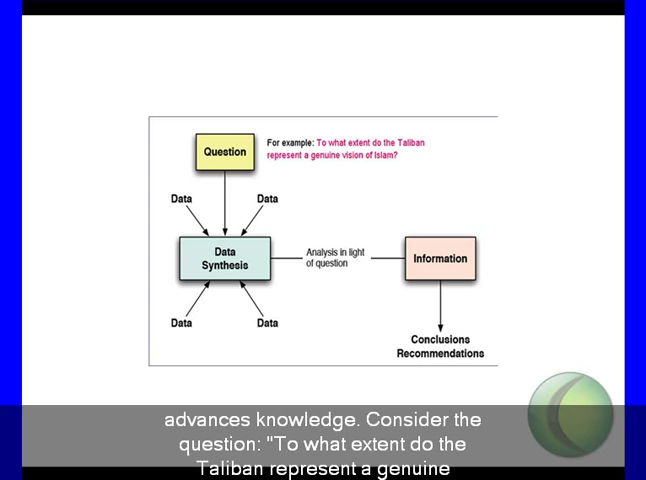 Question
For example: To what extent do the Taliban
represent a genuine vision of Islam?
Data
Data
Data
Synthesis
Analysis in light
of question
Information
Data
Data
Conclusions
Recommendations
advances knowledge. Consider the
question: "To what extent do the
Taliban represent a genuine